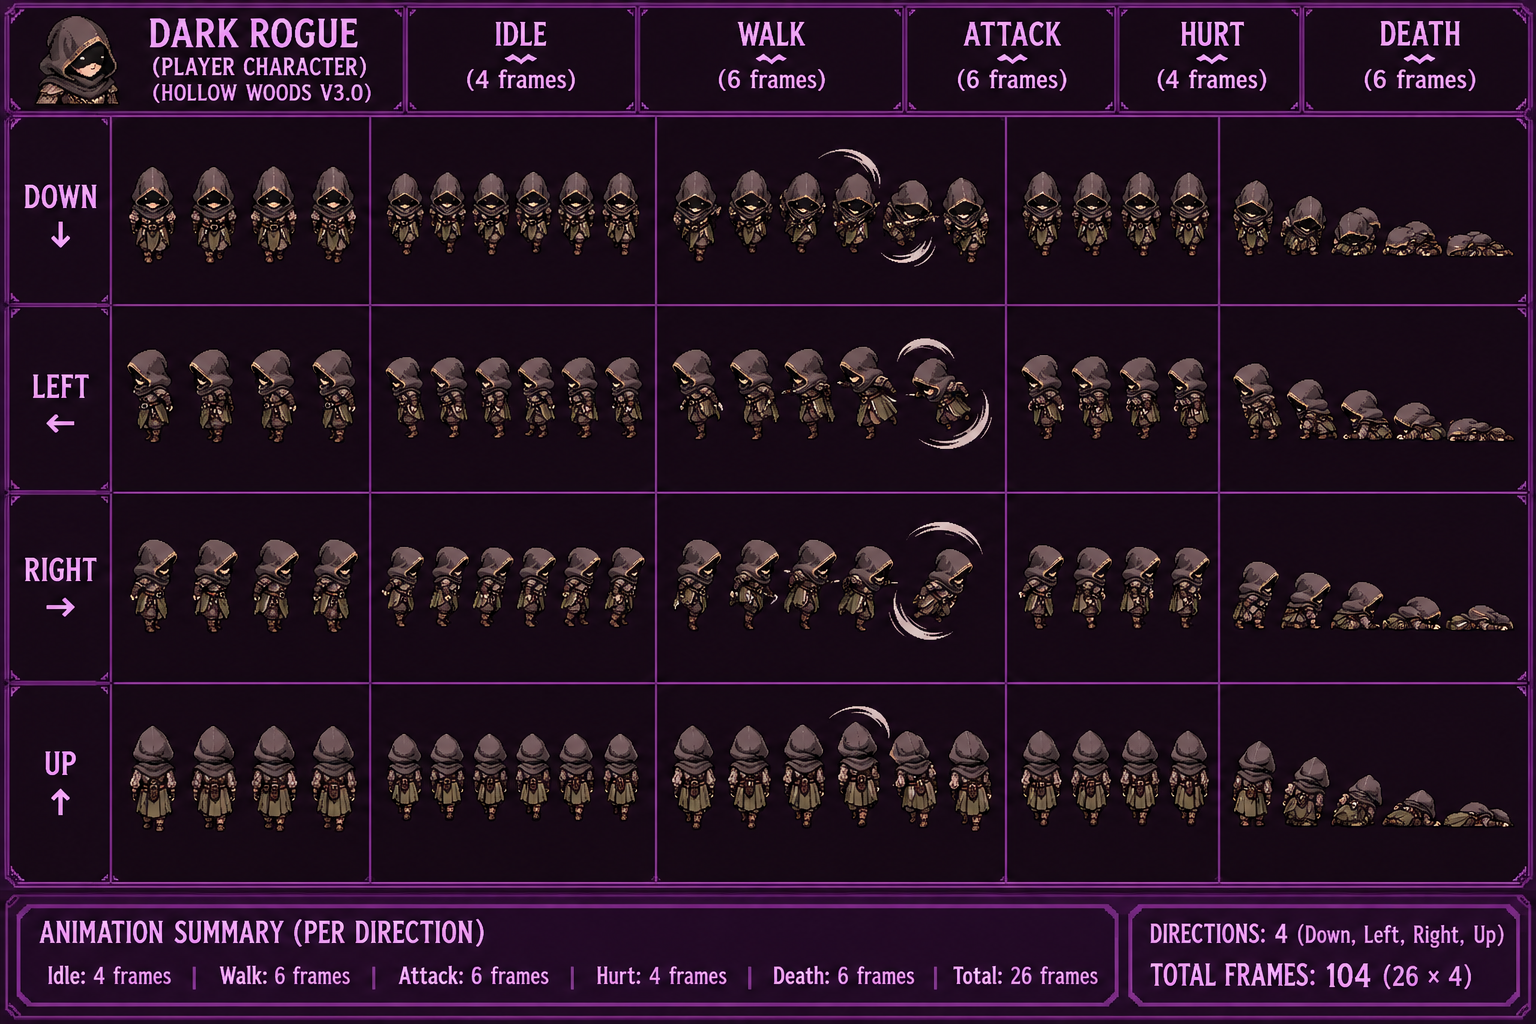 DARK ROGUE
(PLAYER CHARACTER)
(HOLLOW WOODS V3.0)
IDLE
(4 frames)
WALK
(6 frames)
ATTACK
(6 frames)
HURT
(4 frames)
DEATH
(6 frames)
DOWN
↓
LEFT
←
RIGHT
→
UP
↑
ANIMATION SUMMARY (PER DIRECTION)
Idle: 4 frames | Walk: 6 frames | Attack: 6 frames | Hurt: 4 frames | Death: 6 frames | Total: 26 frames
DIRECTIONS: 4 (Down, Left, Right, Up)
TOTAL FRAMES: 104 (26 × 4)